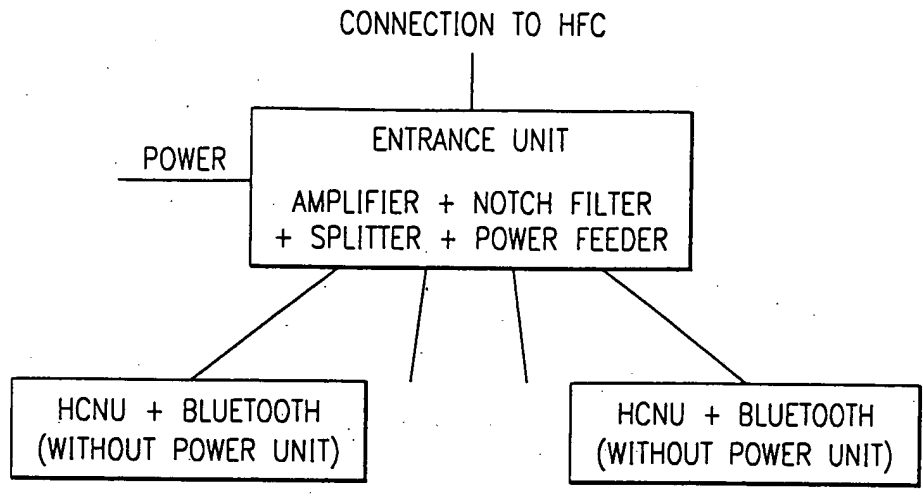 CONNECTION TO HFC
POWER
ENTRANCE UNIT
AMPLIFIER + NOTCH FILTER
+ SPLITTER + POWER FEEDER
HCNU + BLUETOOTH
(WITHOUT POWER UNIT)
HCNU + BLUETOOTH
(WITHOUT POWER UNIT)